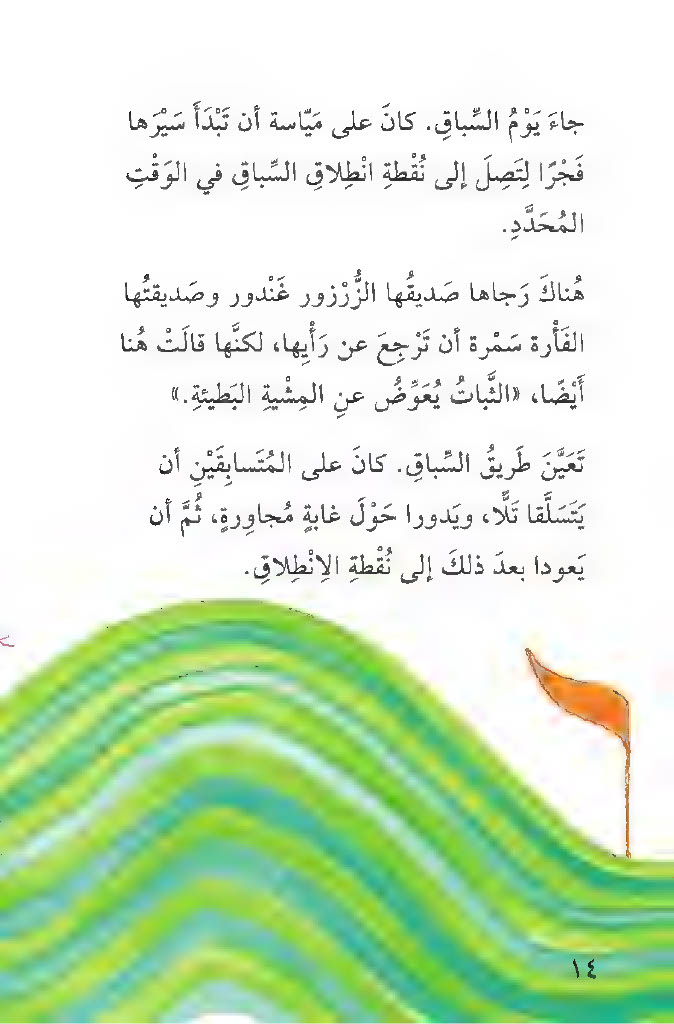 جاءَ يَوْمُ السِّباقِ. كانَ على مَيّاسة أن تَبْدَأَ سَيْرَها
فَجْرًا لِتَصِلَ إلى نُقْطةِ انْطِلاقِ السِّباقِ في الوَقْتِ
المُحَدَّدِ.
هُناكَ رَجاها صَديقُها الزُّرْزور غَنْدور وصَديقتُها
الفَأْرة سَمْرة أن تَرْجِعَ عن رَأْيِها، لكنَّها قالَتْ هُنا
أَيْضًا، «الثَّباتُ يُعَوِّضُ عنِ المِشْيةِ البَطيئةِ.»
تَعَيَّنَ طَريقُ السِّباقِ. كانَ على المُتَسابِقَيْنِ أن
يَتَسَلَّقا تَلًّا، ويَدورا حَوْلَ غابةٍ مُجاوِرةٍ، ثُمَّ أن
يَعودا بعدَ ذلكَ إلى نُقْطةِ الاِنْطِلاقِ.
١٤